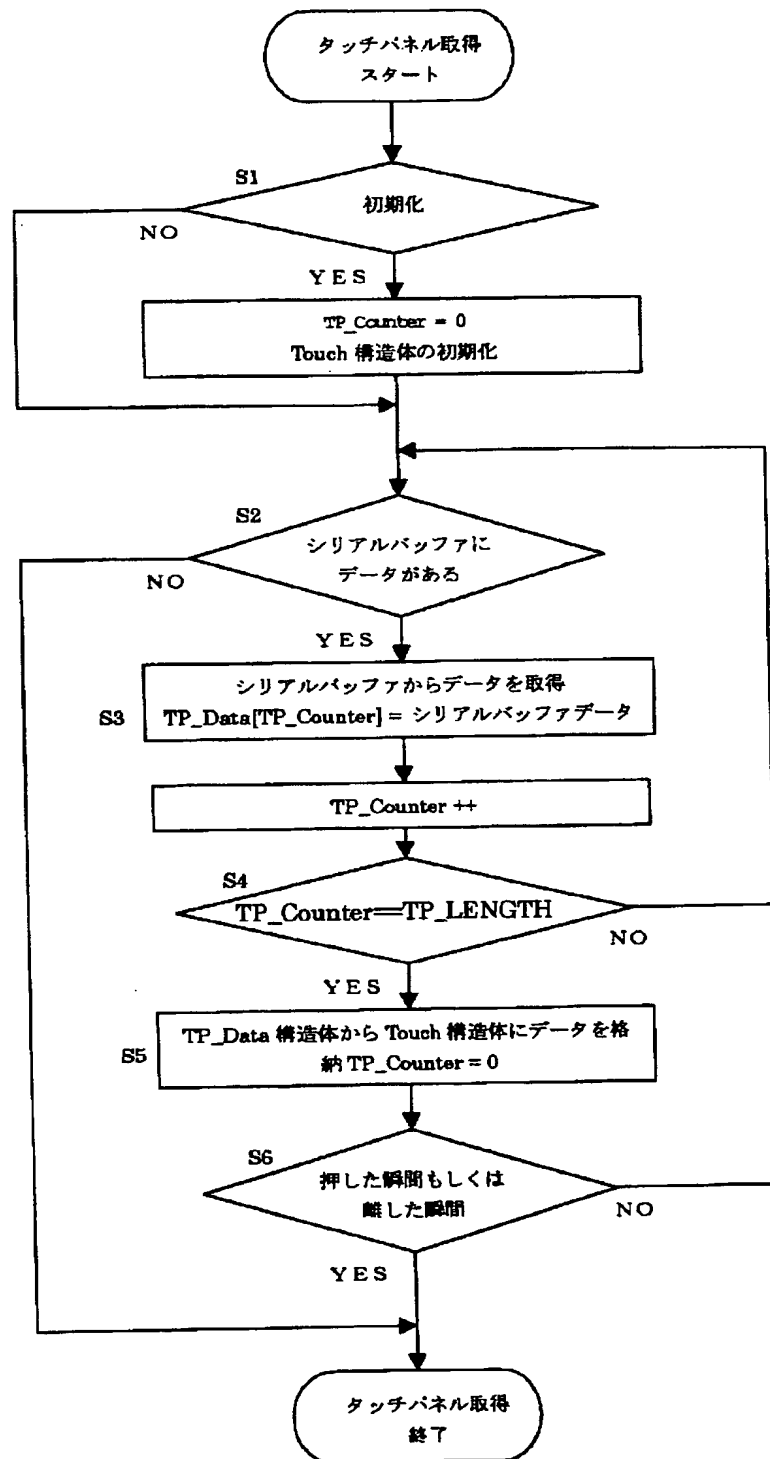 タッチパネル取得
スタート
S1
初期化
NO
YES
TP_Counter = 0
Touch 構造体の初期化
S2
シリアルバッファに
データがある
NO
YES
シリアルバッファからデータを取得
S3
TP_Data[TP_Counter] = シリアルバッファデータ
TP_Counter ++
S4
TP_Counter==TP_LENGTH
NO
YES
TP_Data 構造体から Touch 構造体にデータを格
S5
納 TP_Counter = 0
S6
押した瞬間もしくは
離した瞬間
NO
YES
タッチパネル取得
終了